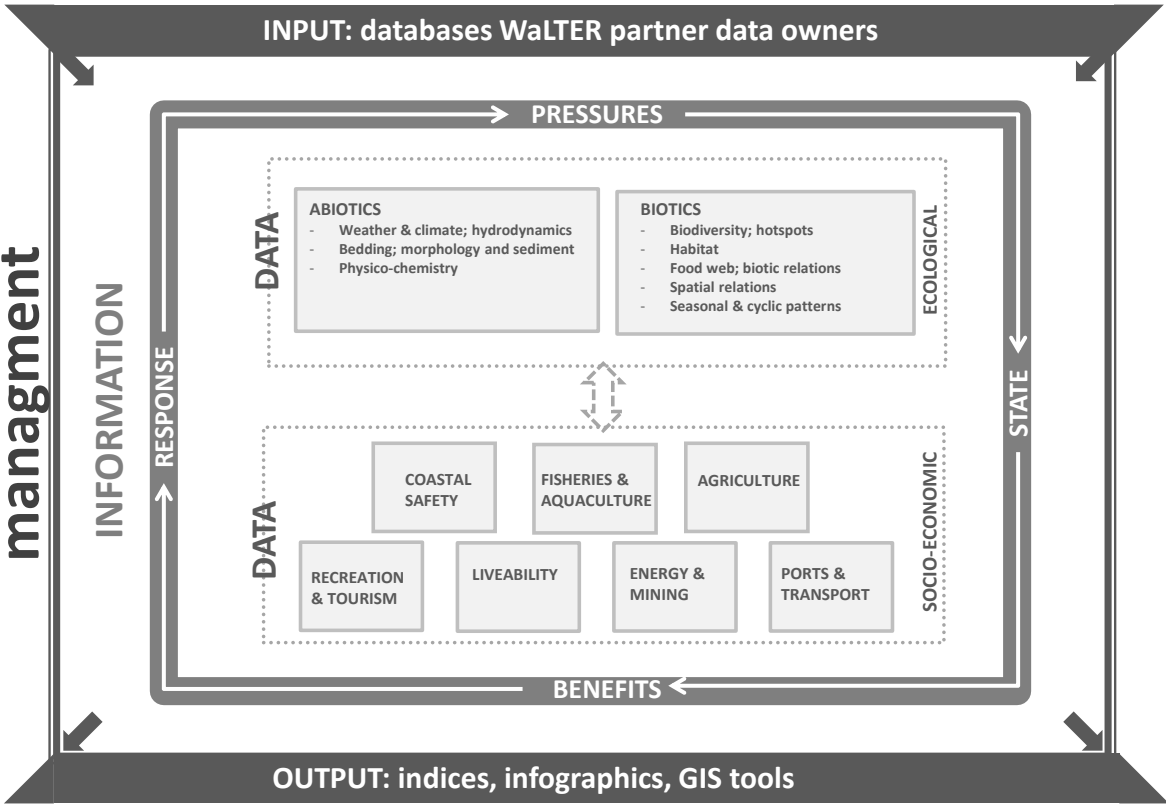 INPUT: databases WaLTER partner data owners
managment
INFORMATION
PRESSURES
RESPONSE
STATE
BENEFITS
DATA
ABIOTICS
- Weather & climate; hydrodynamics
- Bedding; morphology and sediment
- Physico-chemistry
BIOTICS
- Biodiversity; hotspots
- Habitat
- Food web; biotic relations
- Spatial relations
- Seasonal & cyclic patterns
ECOLOGICAL
DATA
COASTAL
SAFETY
FISHERIES &
AQUACULTURE
AGRICULTURE
RECREATION
& TOURISM
LIVEABILITY
ENERGY &
MINING
PORTS &
TRANSPORT
SOCIO-ECONOMIC
OUTPUT: indices, infographics, GIS tools